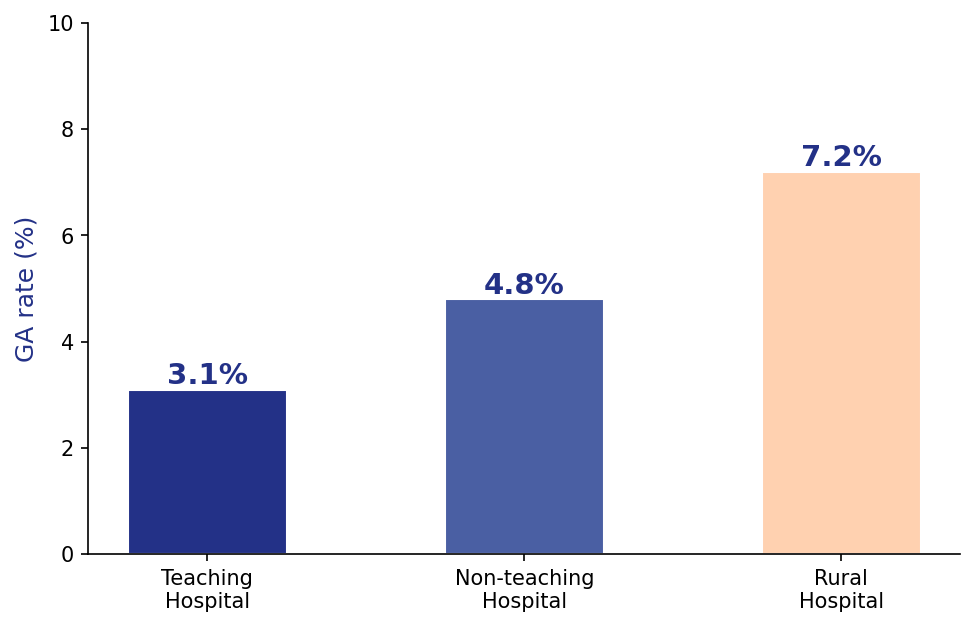 GA rate (%)
10
8
6
4
2
0
3.1%
4.8%
7.2%
Teaching
Hospital
Non-teaching
Hospital
Rural
Hospital